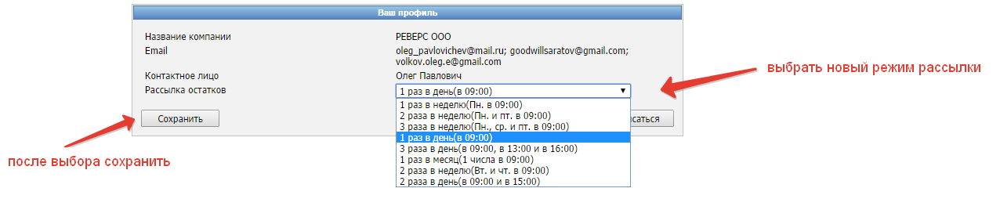 Ваш профиль
Название компании РЕВЕРС ООО
Email oleg_pavlovichev@mail.ru; goodwillsaratov@gmail.com;
volkov.oleg.e@gmail.com
выбрать новый режим рассылки
Контактное лицо Олег Павлович
Рассылка остатков 1 раз в день(в 09:00)
1 раз в неделю(Пн. в 09:00)
2 раза в неделю(Пн. и пт. в 09:00)
Сохранить
3 раза в неделю(Пн., ср. и пт. в 09:00)
1 раз в день(в 09:00)
3 раза в день(в 09:00, в 13:00 и в 16:00)
после выбора сохранить
1 раз в месяц(1 числа в 09:00)
2 раза в неделю(Вт. и чт. в 09:00)
2 раза в день(в 09:00 и в 15:00)